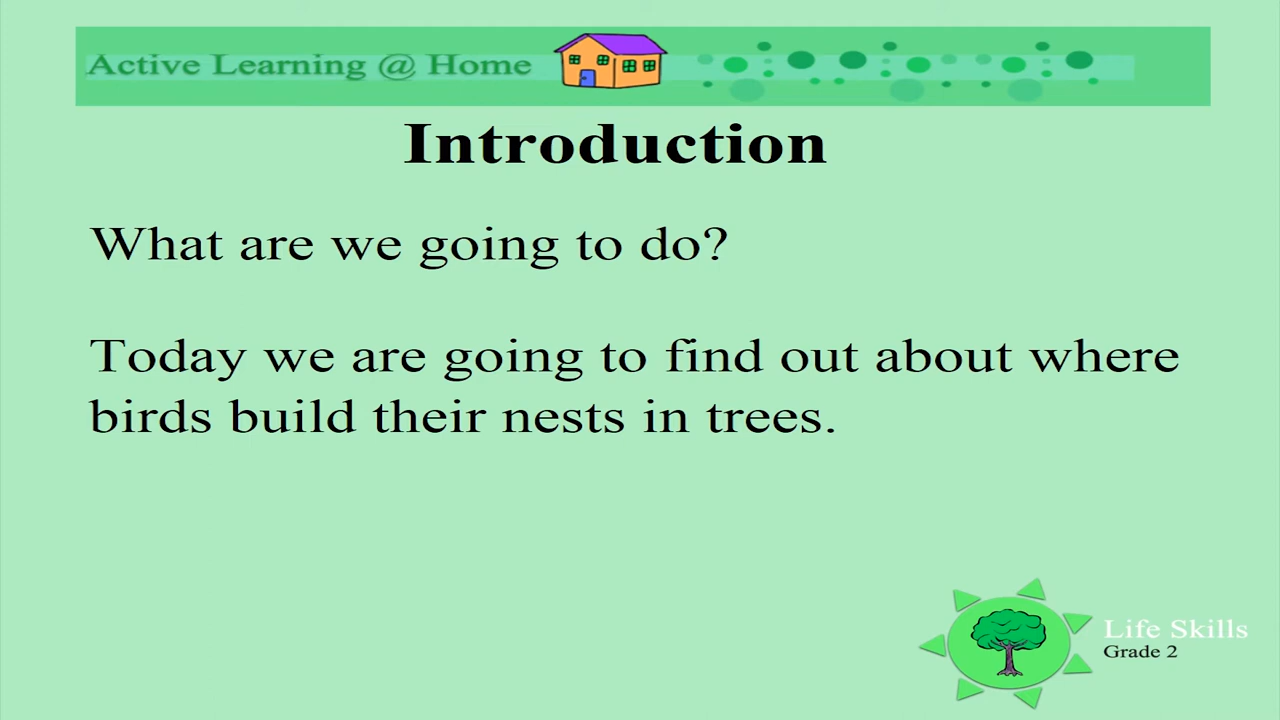 Active Learning @ Home
Introduction
What are we going to do?
Today we are going to find out about where
birds build their nests in trees.
Life Skills
Grade 2